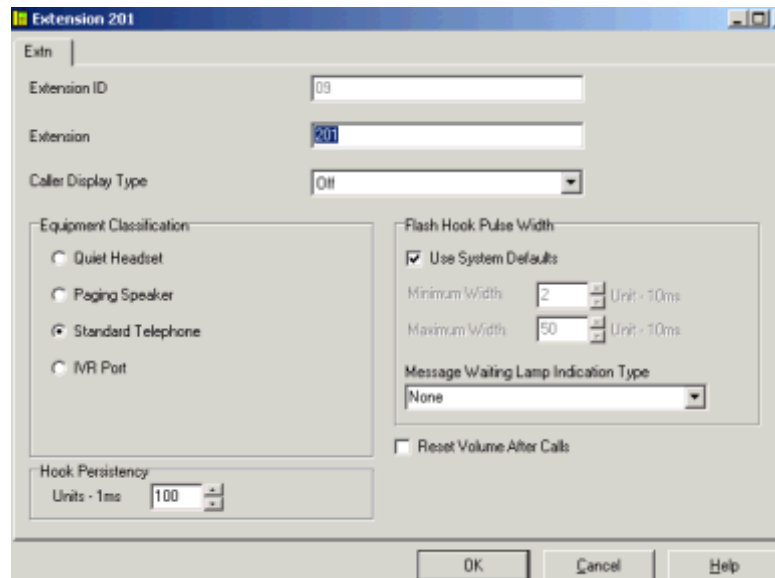 Extension 201
Extn
Extension ID 09
Extension 201
Caller Display Type Off
Equipment Classification
Quiet Headset
Paging Speaker
Standard Telephone
IVR Port
Hook Persistency
Units - 1ms 100
Flash Hook Pulse Width
Use System Defaults
Minimum Width 2 Unit - 10ms
Maximum Width 50 Unit - 10ms
Message Waiting Lamp Indication Type
None
Reset Volume After Calls
OK Cancel Help